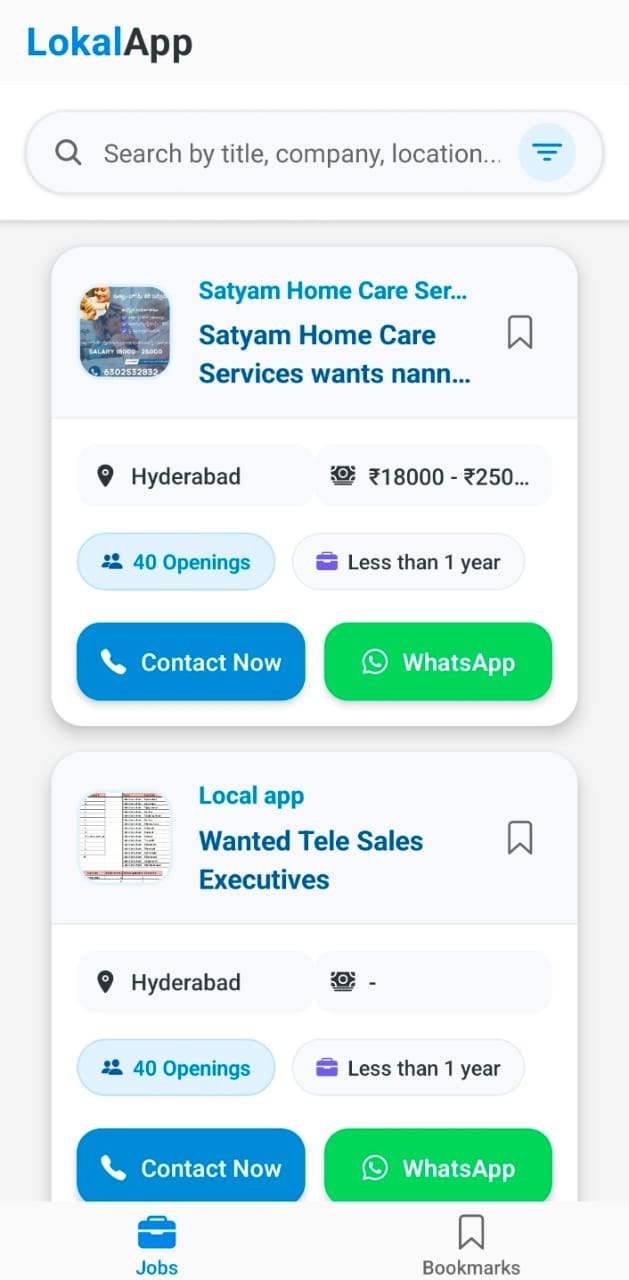 LokalApp
Search by title, company, location...
Satyam Home Care Ser...
Satyam Home Care
Services wants nann...
SALARY 18000 - 25000
6302532832
Hyderabad
₹18000 - ₹250...
40 Openings
Less than 1 year
Contact Now
WhatsApp
Local app
Wanted Tele Sales
Executives
Hyderabad
-
40 Openings
Less than 1 year
Contact Now
WhatsApp
Jobs
Bookmarks